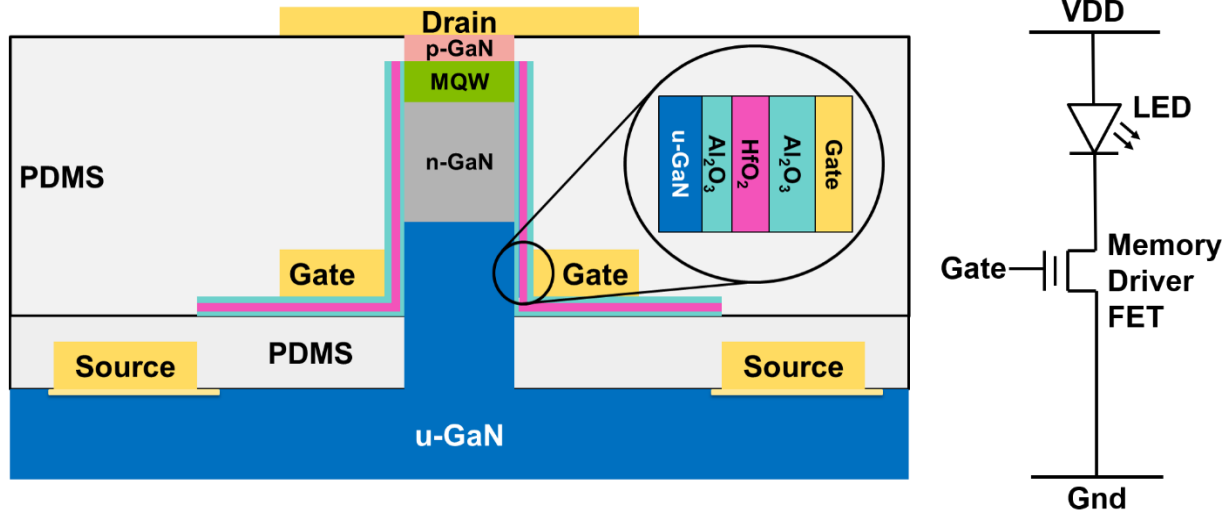 Drain
p-GaN
MQW
n-GaN
PDMS
Gate
Gate
PDMS
Source
Source
u-GaN
u-GaN
Al₂O₃
HfO₂
Al₂O₃
Gate
VDD
LED
Gate
Memory
Driver
FET
Gnd